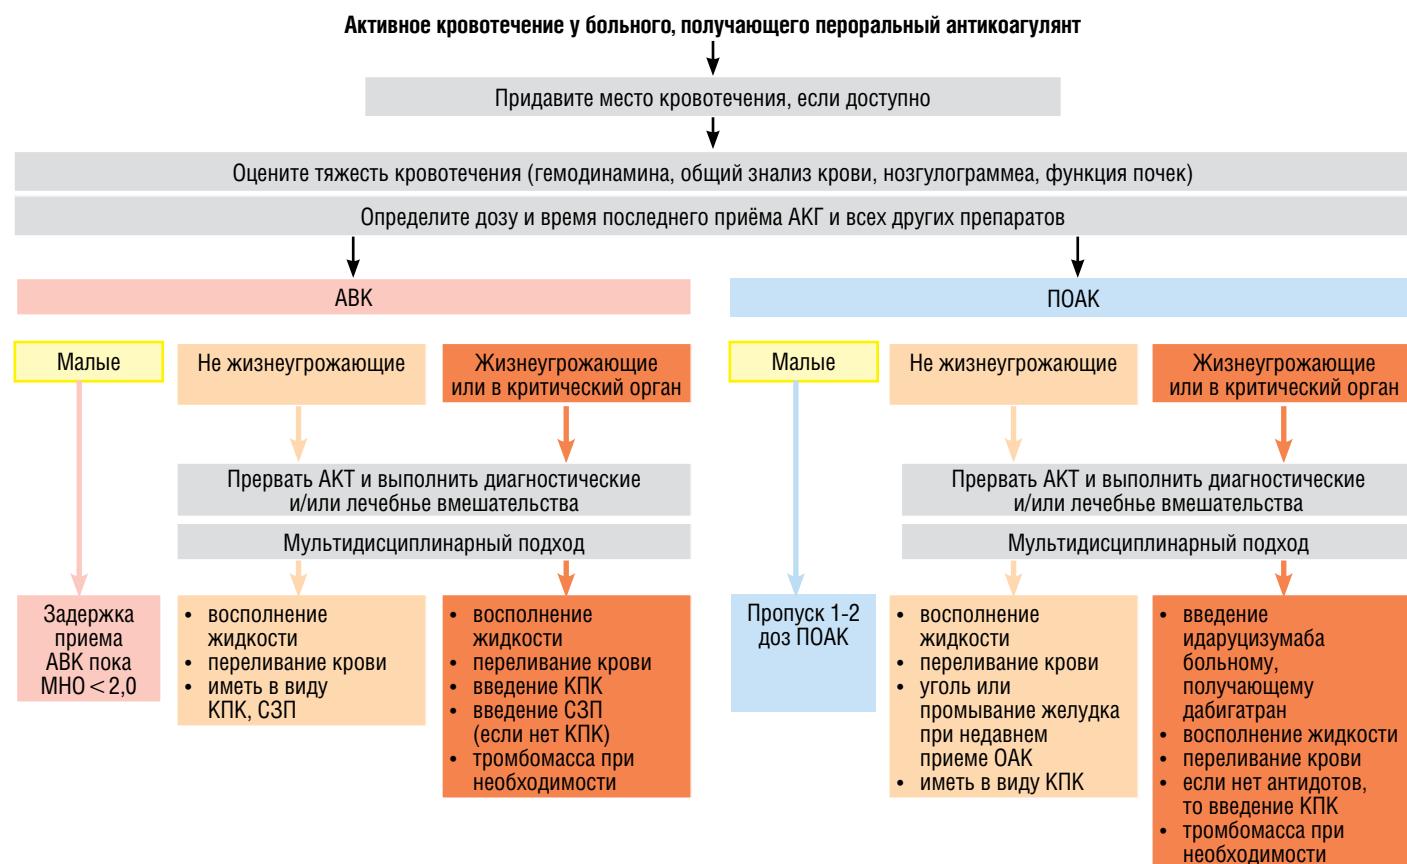 Активное кровотечение у больного, получающего пероральный антикоагулянт
Придавите место кровотечения, если доступно
Оцените тяжесть кровотечения (гемодинамина, общий знализ крови, нозгулограммеа, функция почек)
Определите дозу и время последнего приёма АКГ и всех других препаратов
АВК
Малые
Не жизнеугрожающие
Жизнеугрожающие
или в критический орган
Прервать АКТ и выполнить диагностические
и/или лечебнье вмешательства
Мультидисциплинарный подход
Задержка
приема
АВК пока
МНО < 2,0
• восполнение
жидкости
• переливание крови
• иметь в виду
КПК, СЗП
• восполнение
жидкости
• переливание крови
• введение КПК
• введение СЗП
(если нет КПК)
• тромбомасса при
необходимости
ПОАК
Малые
Не жизнеугрожающие
Жизнеугрожающие
или в критический орган
Прервать АКТ и выполнить диагностические
и/или лечебнье вмешательства
Мультидисциплинарный подход
Пропуск 1-2
доз ПОАК
• восполнение
жидкости
• переливание крови
• уголь или
промывание желудка
при недавнем
приеме ОАК
• иметь в виду КПК
• введение
идаруцизумаба
больному,
получающему
дабигатран
• восполнение жидкости
• переливание крови
• если нет антидотов,
то введение КПК
• тромбомасса при
необходимости